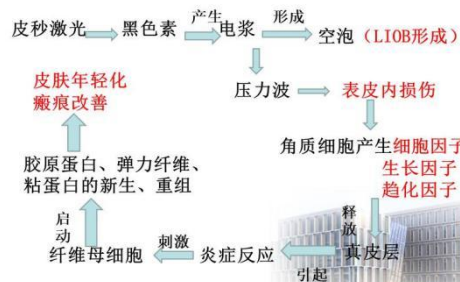 皮秒激光
黑色素
产生
电浆
形成
空泡(LIOB形成)
压力波
表皮内损伤
角质细胞产生细胞因子
生长因子
趋化因子
释放
真皮层
引起
炎症反应
刺激
纤维母细胞
启动
胶原蛋白、弹力纤维、
粘蛋白的新生、重组
皮肤年轻化
瘢痕改善